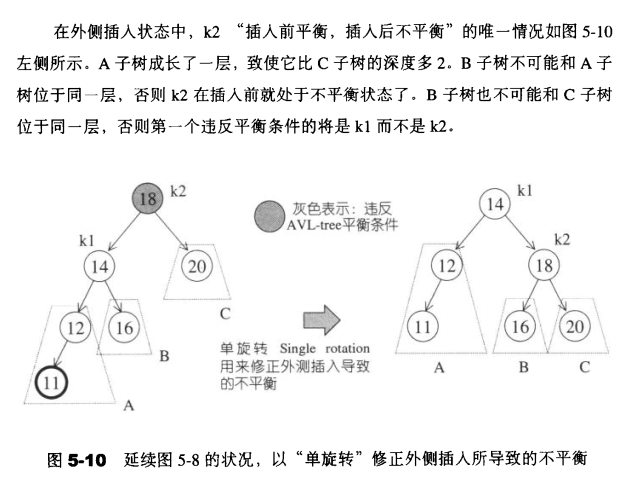 在外侧插入状态中，k2 “插入前平衡，插入后不平衡”的唯一情况如图 5-10
左侧所示。A 子树成长了一层，致使它比 C 子树的深度多 2。B 子树不可能和 A 子
树位于同一层，否则 k2 在插入前就处于不平衡状态了。B 子树也不可能和 C 子树
位于同一层，否则第一个违反平衡条件的将是 k1 而不是 k2。
18
k2
灰色表示：违反
AVL-tree平衡条件
k1
14
20
C
12
16
B
11
A
单旋转 Single rotation
用来修正外测插入导致
的不平衡
k1
14
k2
12
18
11
16
20
A
B
C
图 5-10 延续图 5-8 的状况，以“单旋转”修正外侧插入所导致的不平衡